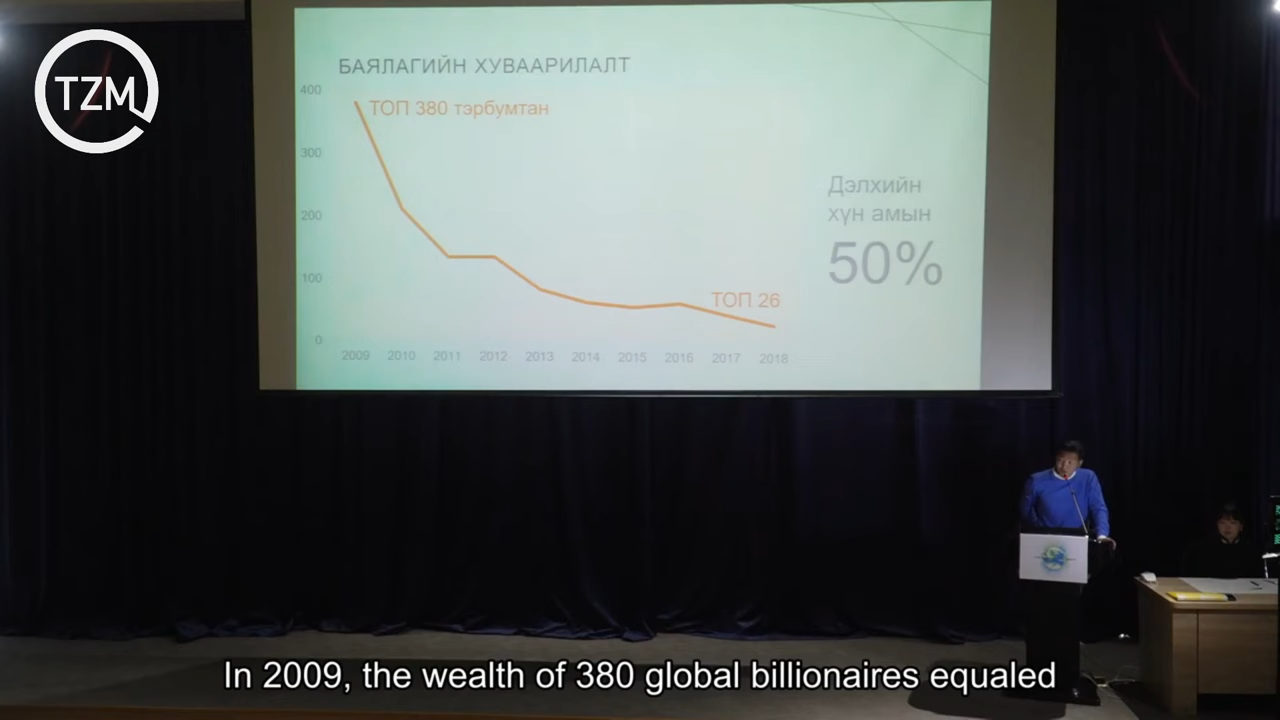 TZM
БАЯЛАГИЙН ХУВААРИЛАЛТ
400
ТОП 380 тэрбумтан
300
200
100
0
ТОП 26
2009 2010 2011 2012 2013 2014 2015 2016 2017 2018
Дэлхийн
хүн амын
50%
In 2009, the wealth of 380 global billionaires equaled